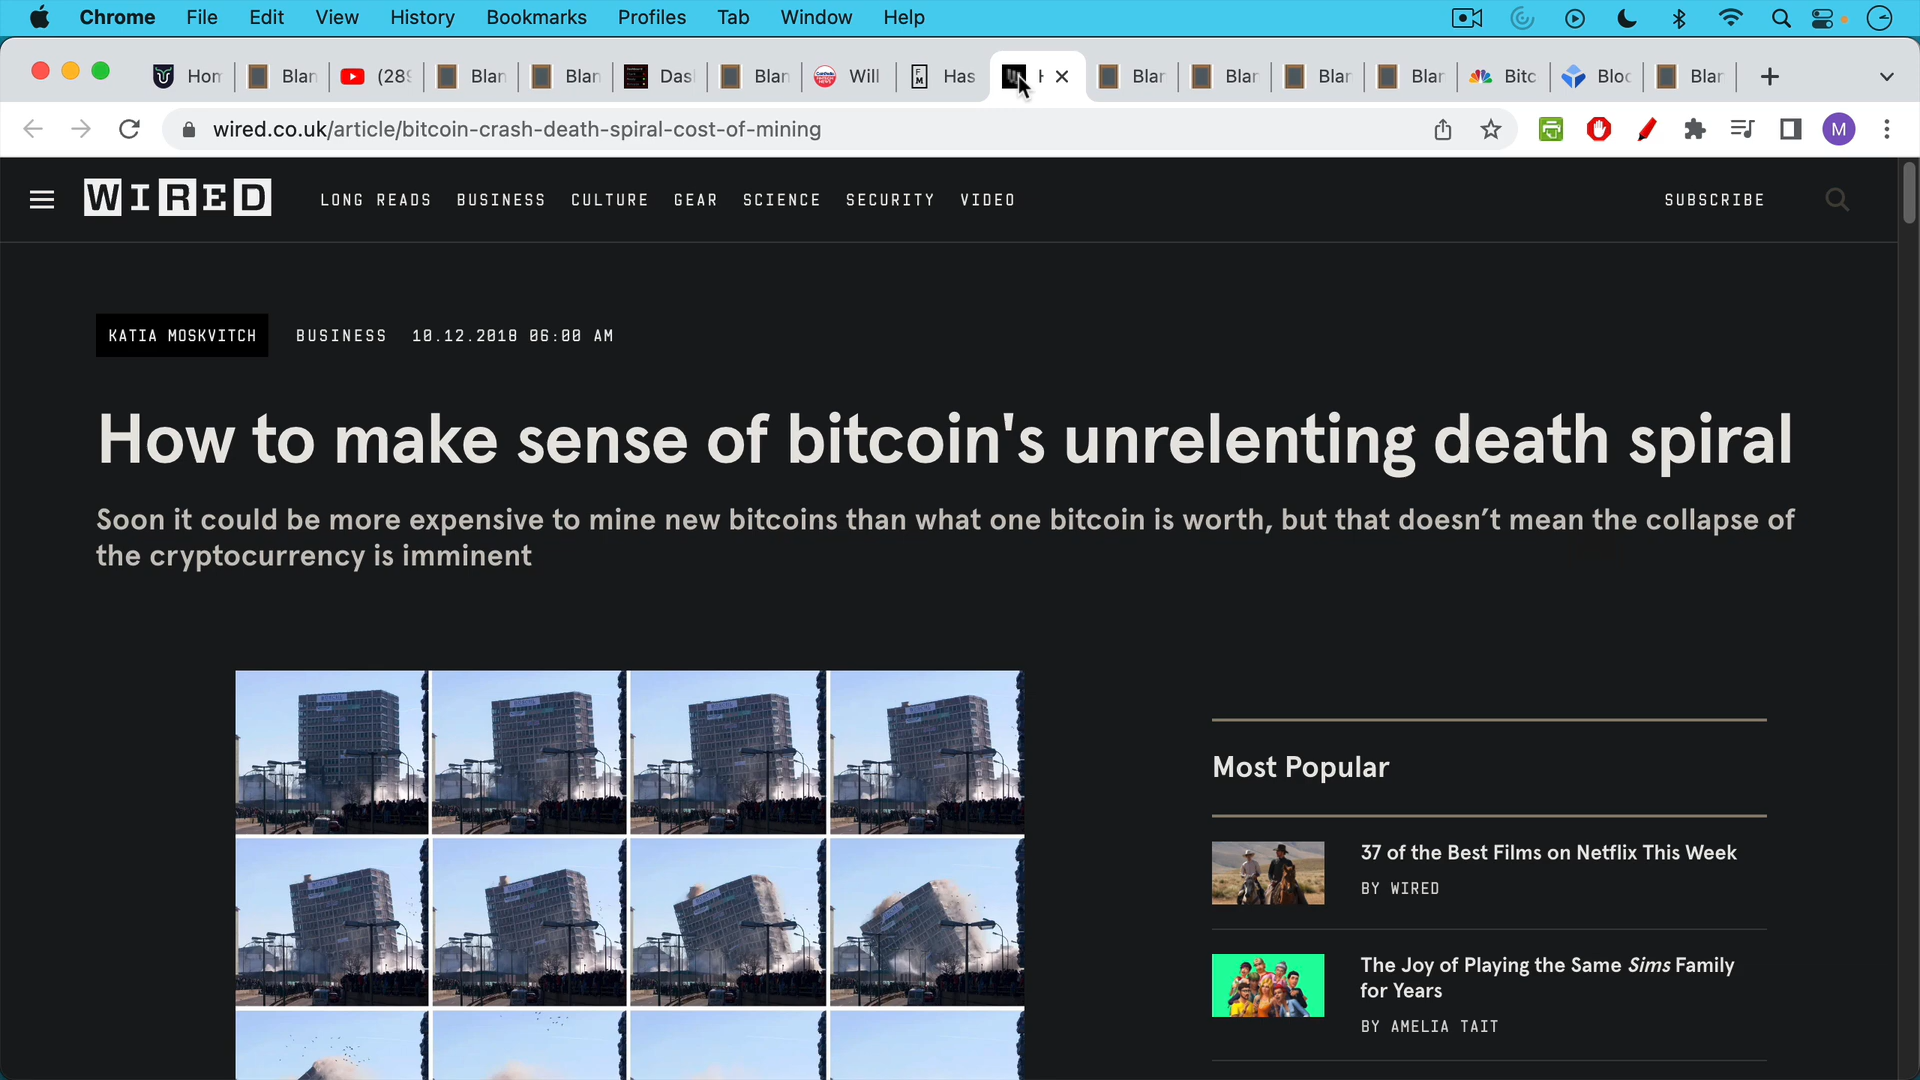 Chrome File Edit View History Bookmarks Profiles Tab Window Help
Hom Blan (289 Blan Blan Das Blan Will Has Blar Blar Blar Blar Bitc Bloc Blar
wired.co.uk/article/bitcoin-crash-death-spiral-cost-of-mining
M
WIRED
LONG READS BUSINESS CULTURE GEAR SCIENCE SECURITY VIDEO
SUBSCRIBE
KATIA MOSKVITCH BUSINESS 10.12.2018 06:00 AM
How to make sense of bitcoin's unrelenting death spiral
Soon it could be more expensive to mine new bitcoins than what one bitcoin is worth, but that doesn’t mean the collapse of
the cryptocurrency is imminent
Most Popular
37 of the Best Films on Netflix This Week
BY WIRED
The Joy of Playing the Same Sims Family
for Years
BY AMELIA TAIT